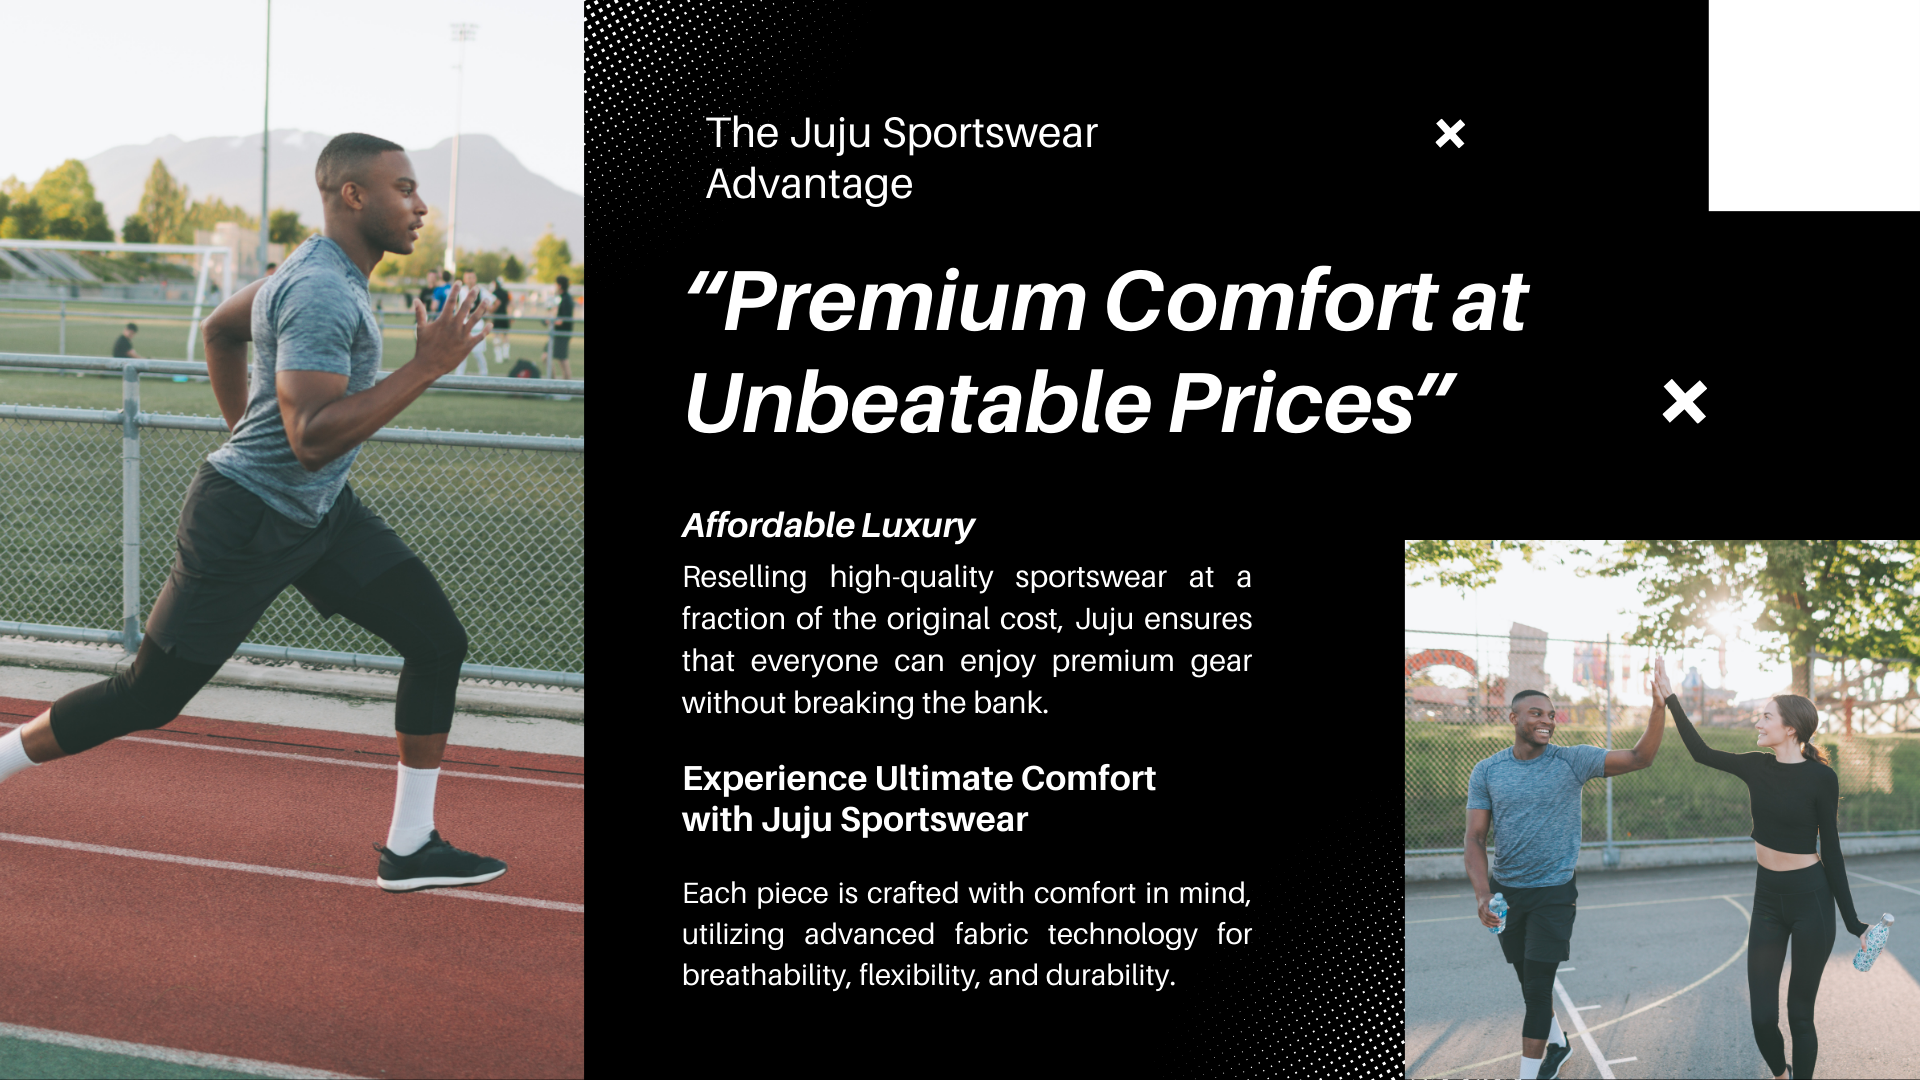 The Juju Sportswear
Advantage
“Premium Comfort at
Unbeatable Prices”
Affordable Luxury
Reselling high-quality sportswear at a
fraction of the original cost, Juju ensures
that everyone can enjoy premium gear
without breaking the bank.
Experience Ultimate Comfort
with Juju Sportswear
Each piece is crafted with comfort in mind,
utilizing advanced fabric technology for
breathability, flexibility, and durability.